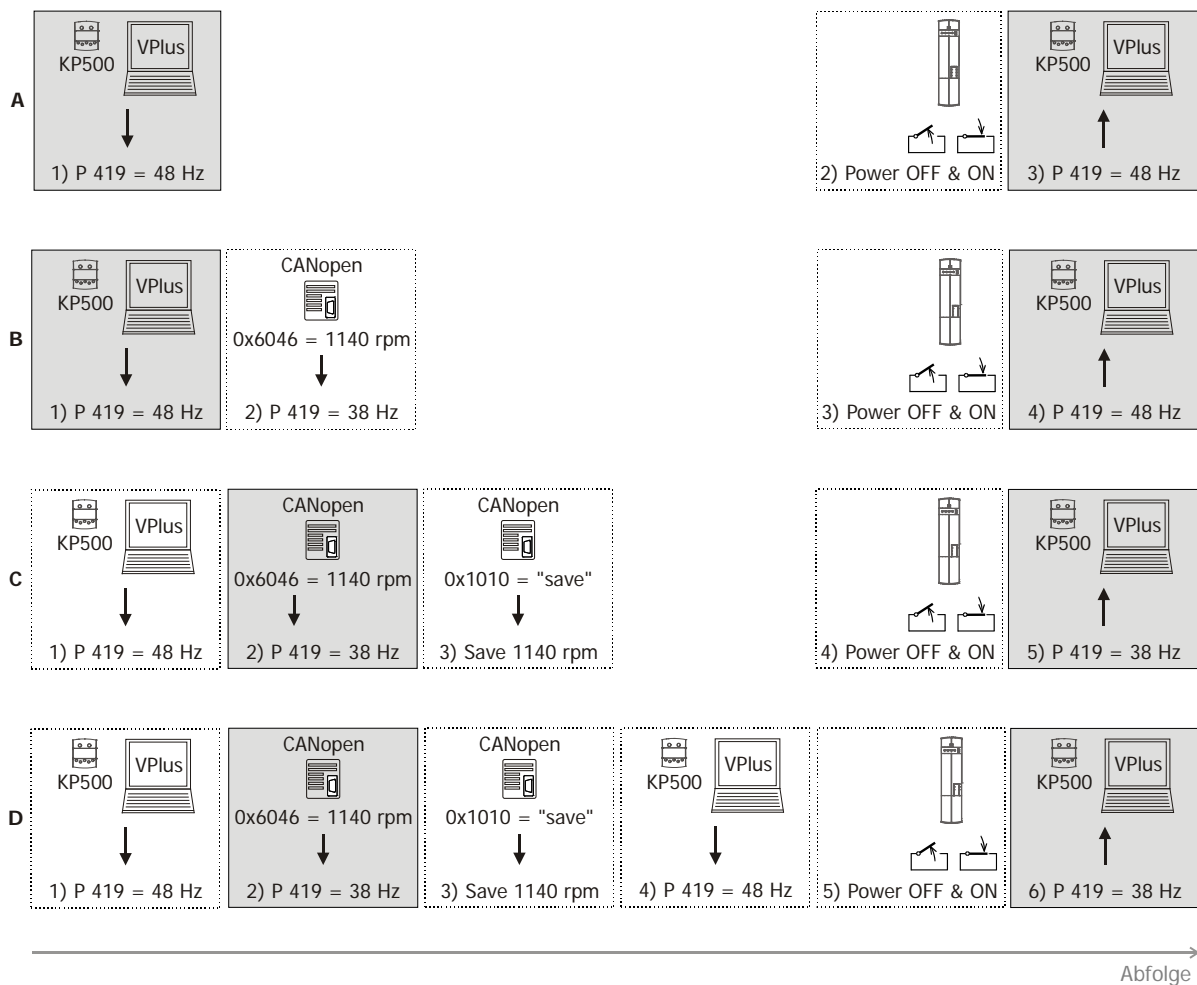 VPlus
KP500
1) P 419 = 48 Hz
2) Power OFF & ON
VPlus
KP500
3) P 419 = 48 Hz
A
VPlus
KP500
1) P 419 = 48 Hz
CANopen
0x6046 = 1140 rpm
2) P 419 = 38 Hz
3) Power OFF & ON
VPlus
KP500
4) P 419 = 48 Hz
B
VPlus
KP500
1) P 419 = 48 Hz
CANopen
0x6046 = 1140 rpm
2) P 419 = 38 Hz
CANopen
0x1010 = "save"
3) Save 1140 rpm
4) Power OFF & ON
VPlus
KP500
5) P 419 = 38 Hz
C
VPlus
KP500
1) P 419 = 48 Hz
CANopen
0x6046 = 1140 rpm
2) P 419 = 38 Hz
CANopen
0x1010 = "save"
3) Save 1140 rpm
VPlus
KP500
4) P 419 = 48 Hz
5) Power OFF & ON
VPlus
KP500
6) P 419 = 38 Hz
D
Abfolge